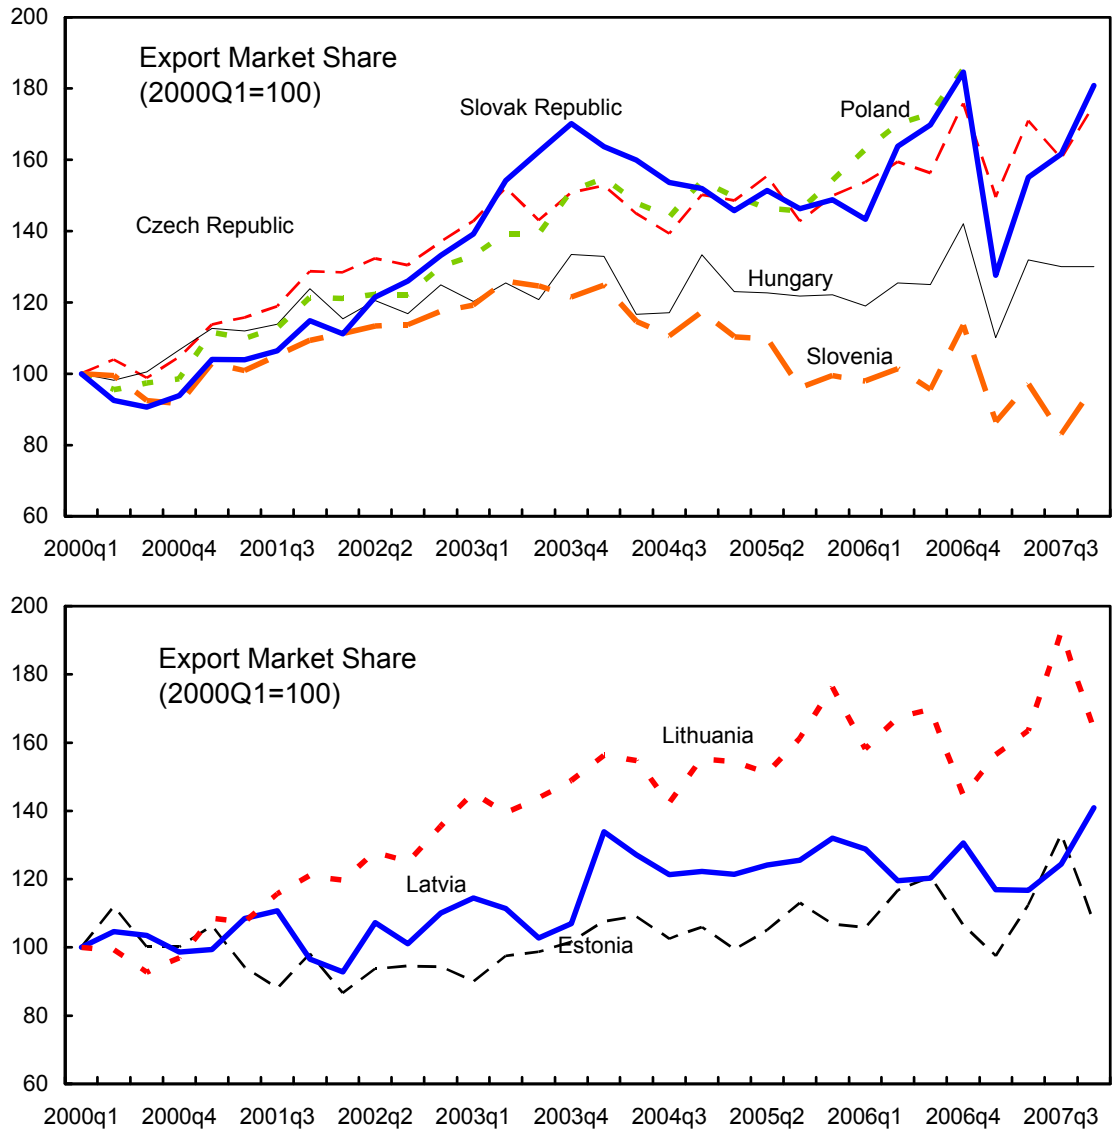 200
180
160
140
120
100
80
60
Export Market Share
(2000Q1=100)
Slovak Republic
Poland
Czech Republic
Hungary
Slovenia
2000q1 2000q4 2001q3 2002q2 2003q1 2003q4 2004q3 2005q2 2006q1 2006q4 2007q3
200
180
160
140
120
100
80
60
Export Market Share
(2000Q1=100)
Lithuania
Latvia
Estonia
2000q1 2000q4 2001q3 2002q2 2003q1 2003q4 2004q3 2005q2 2006q1 2006q4 2007q3